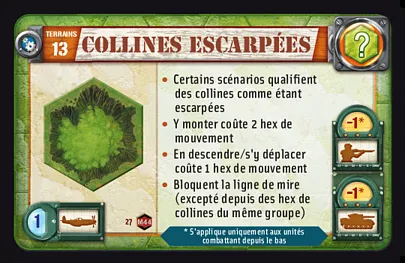 TERRAINS
13
COLLINES ESCARPÉES
?
• Certains scénarios qualifient
des collines comme étant
escarpées
• Y monter coûte 2 hex de
mouvement
• En descendre/s'y déplacer
coûte 1 hex de mouvement
• Bloquent la ligne de mire
(excepté depuis des hex de
collines du même groupe)
-1*
-1*
1
27 M44
* S'applique uniquement aux unités
combattant depuis le bas